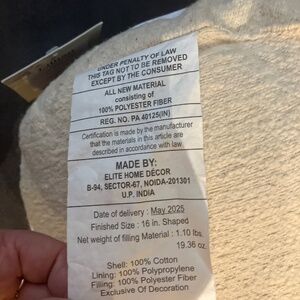 UNDER PENALTY OF LAW
THIS TAG NOT TO BE REMOVED
EXCEPT BY THE CONSUMER
ALL NEW MATERIAL
consisting of
100% POLYESTER FIBER
REG. NO. PA 40125(IN)
Certification is made by the manufacturer
that the materials in this article are
described in accordance with law.
MADE BY:
ELITE HOME DÉCOR
B-94, SECTOR-67, NOIDA-201301
U.P. INDIA
Date of delivery : May 2025
Finished Size : 16 in. Shaped
Net weight of filling Material : 1.10 lbs.
19.36 oz.
Shell: 100% Cotton
Lining: 100% Polypropylene
Filling: 100% Polyester Fiber
Exclusive Of Decoration